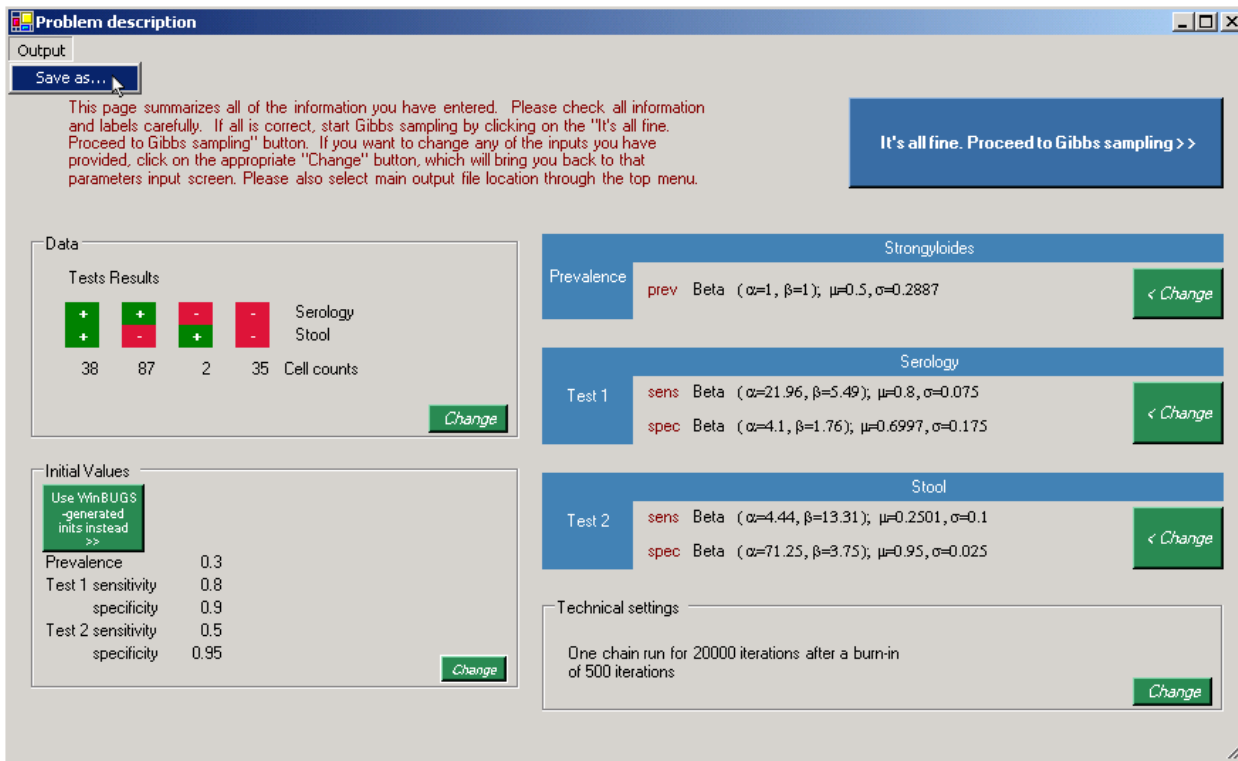 Problem description
Output
Save as...
This page summarizes all of the information you have entered.  Please check all information
and labels carefully.  If all is correct, start Gibbs sampling by clicking on the "It's all fine.
Proceed to Gibbs sampling" button.  If you want to change any of the inputs you have
provided, click on the appropriate "Change" button, which will bring you back to that
parameters input screen. Please also select main output file location through the top menu.
It's all fine. Proceed to Gibbs sampling >>
Data
Tests Results
+ + - - Serology
+ - + - Stool
38 87 2 35 Cell counts
Change
Initial Values
Use WinBUGS
-generated
inits instead
>>
Prevalence 0.3
Test 1 sensitivity 0.8
specificity 0.9
Test 2 sensitivity 0.5
specificity 0.95
Change
Strongyloides
Prevalence
prev Beta (α=1, β=1); μ=0.5, σ=0.2887
< Change
Serology
Test 1
sens Beta (α=21.96, β=5.49); μ=0.8, σ=0.075
spec Beta (α=4.1, β=1.76); μ=0.6997, σ=0.175
< Change
Stool
Test 2
sens Beta (α=4.44, β=13.31); μ=0.2501, σ=0.1
spec Beta (α=71.25, β=3.75); μ=0.95, σ=0.025
< Change
Technical settings
One chain run for 20000 iterations after a burn-in
of 500 iterations
Change